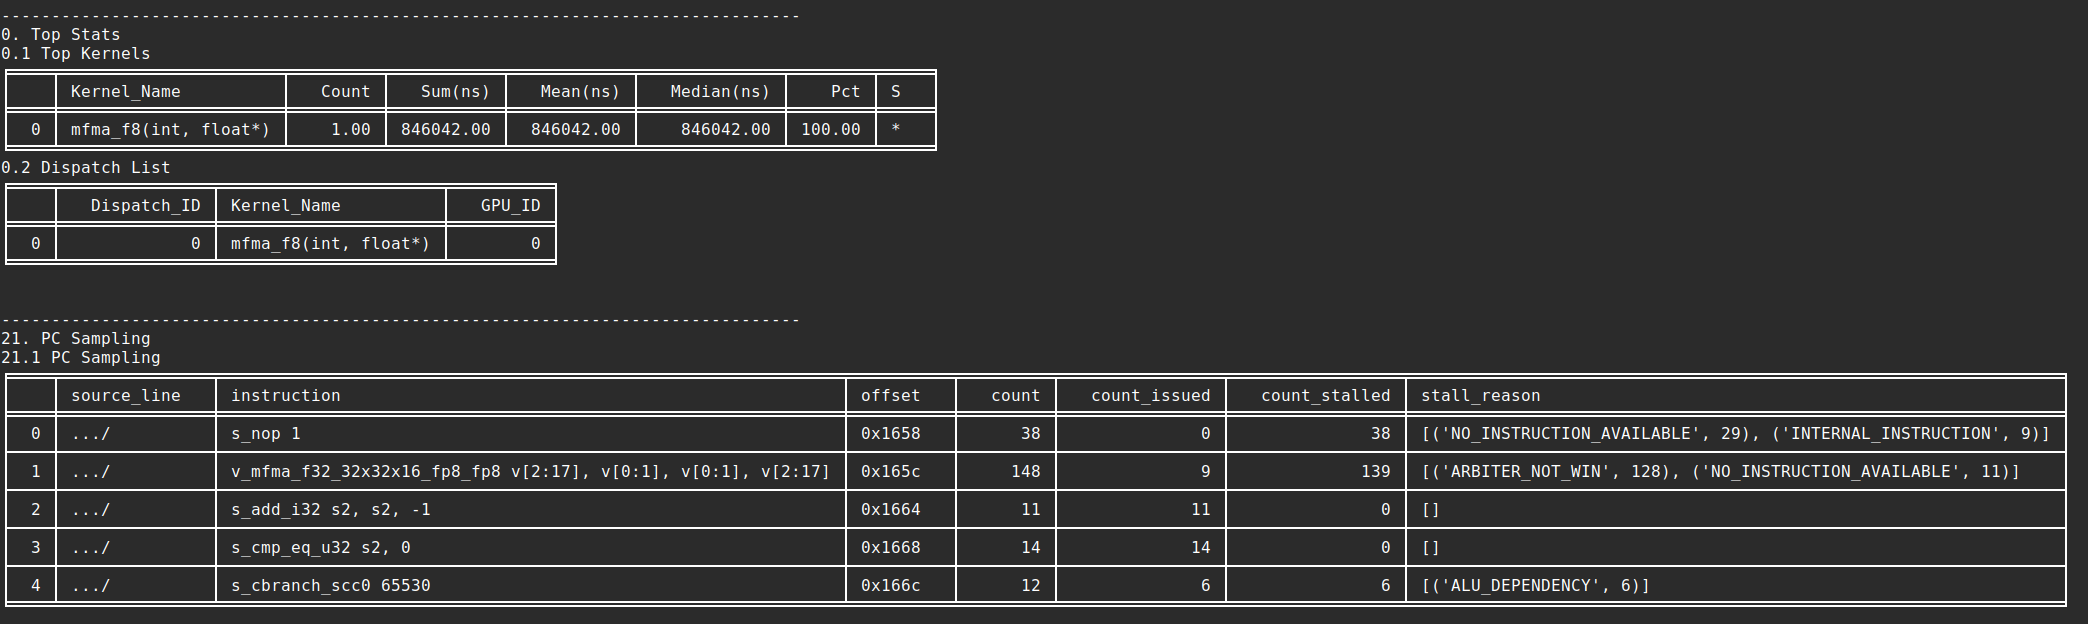 --------------------------------------------------------------------------------
0. Top Stats
0.1 Top Kernels
Kernel_Name Count Sum(ns) Mean(ns) Median(ns) Pct S
0 mfma_f8(int, float*) 1.00 846042.00 846042.00 846042.00 100.00 *
0.2 Dispatch List
Dispatch_ID Kernel_Name GPU_ID
0 0 mfma_f8(int, float*) 0
--------------------------------------------------------------------------------
21. PC Sampling
21.1 PC Sampling
source_line instruction offset count count_issued count_stalled stall_reason
0 .../ s_nop 1 0x1658 38 0 38 [('NO_INSTRUCTION_AVAILABLE', 29), ('INTERNAL_INSTRUCTION', 9)]
1 .../ v_mfma_f32_32x32x16_fp8_fp8 v[2:17], v[0:1], v[0:1], v[2:17] 0x165c 148 9 139 [('ARBITER_NOT_WIN', 128), ('NO_INSTRUCTION_AVAILABLE', 11)]
2 .../ s_add_i32 s2, s2, -1 0x1664 11 11 0 []
3 .../ s_cmp_eq_u32 s2, 0 0x1668 14 14 0 []
4 .../ s_cbranch_scc0 65530 0x166c 12 6 6 [('ALU_DEPENDENCY', 6)]